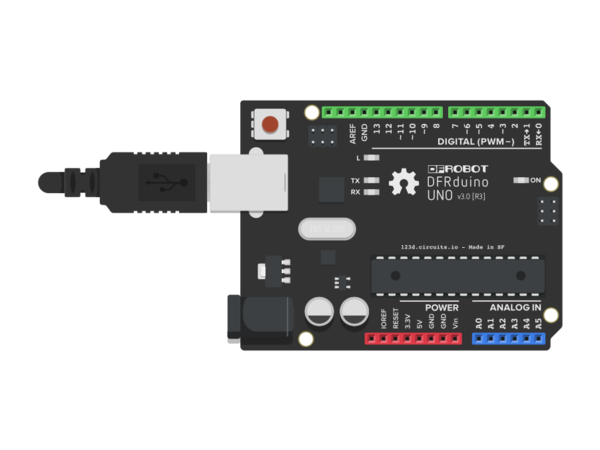 AREF
GND
13
12
~11
~10
~9
8
7
~6
~5
4
~3
2
TX→1
RX←0
DIGITAL (PWM~)
L
TX
RX
DFROBOT
DFRduino
UNO v3.0 [R3]
ON
123d.circuits.io - Made in SF
POWER
ANALOG IN
IOREF
RESET
3.3V
5V
GND
GND
Vin
A0
A1
A2
A3
A4
A5